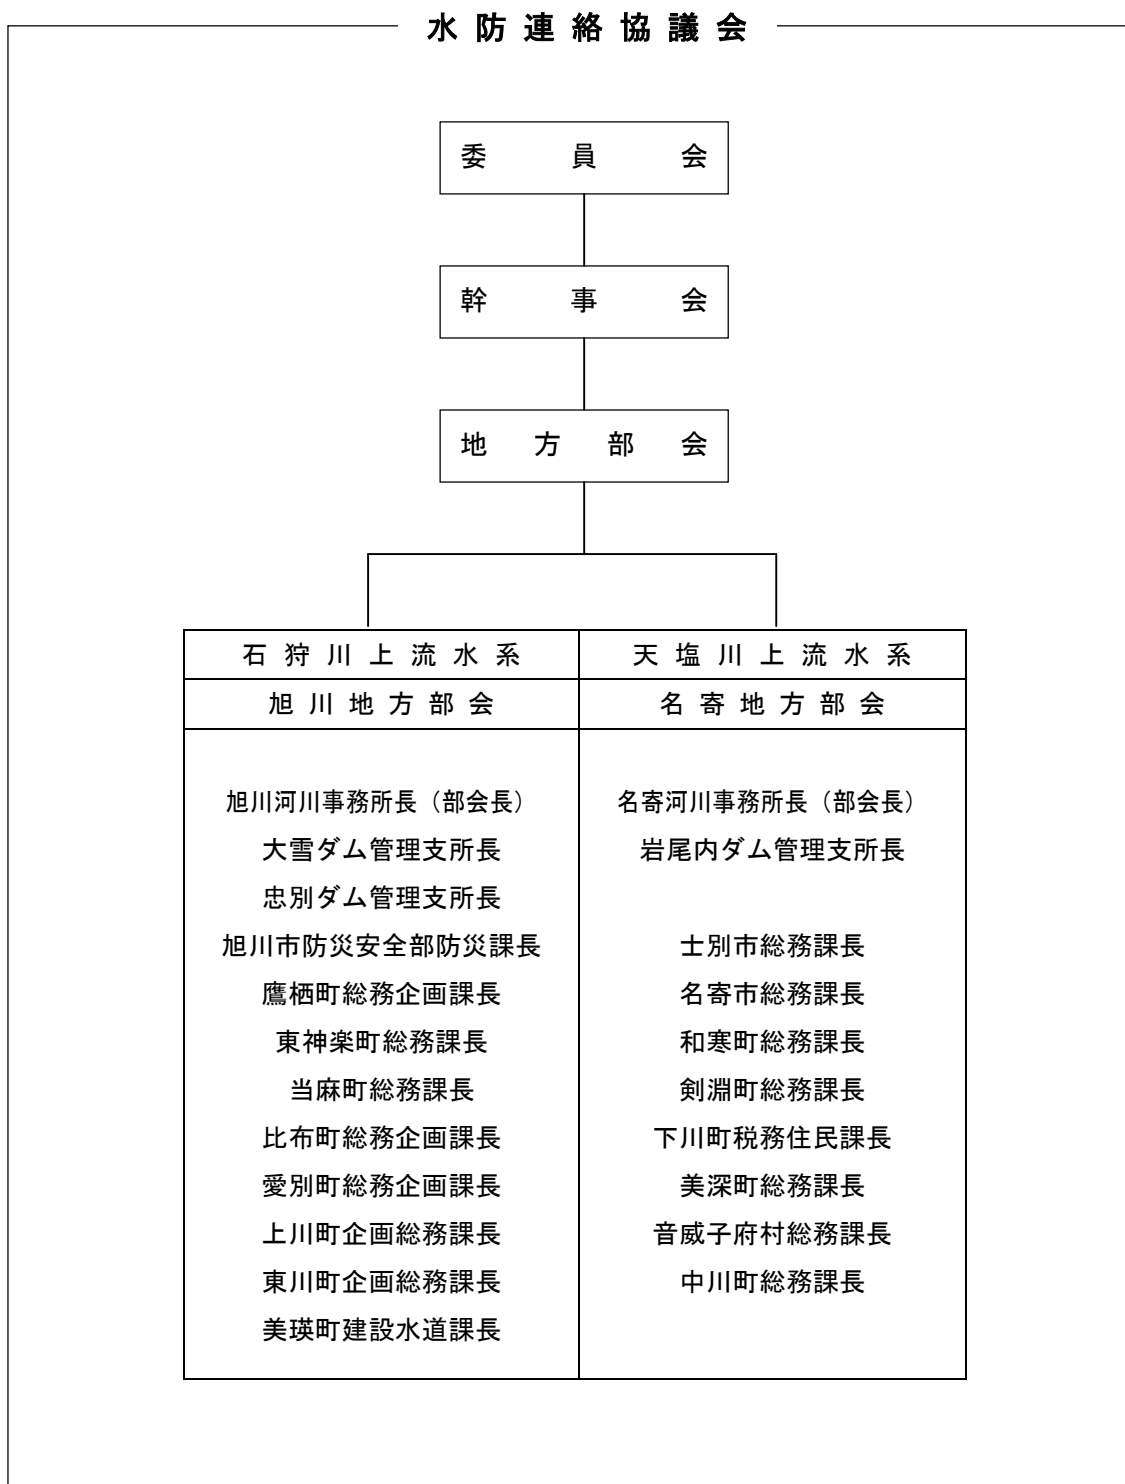 水防連絡協議会
委員会
幹事会
地方部会
石狩川上流水系
天塩川上流水系
旭川地方部会
名寄地方部会
旭川河川事務所長（部会長）
大雪ダム管理支所長
忠別ダム管理支所長
旭川市防災安全部防災課長
鷹栖町総務企画課長
東神楽町総務課長
当麻町総務課長
比布町総務企画課長
愛別町総務企画課長
上川町企画総務課長
東川町企画総務課長
美瑛町建設水道課長
名寄河川事務所長（部会長）
岩尾内ダム管理支所長
士別市総務課長
名寄市総務課長
和寒町総務課長
剣淵町総務課長
下川町税務住民課長
美深町総務課長
音威子府村総務課長
中川町総務課長